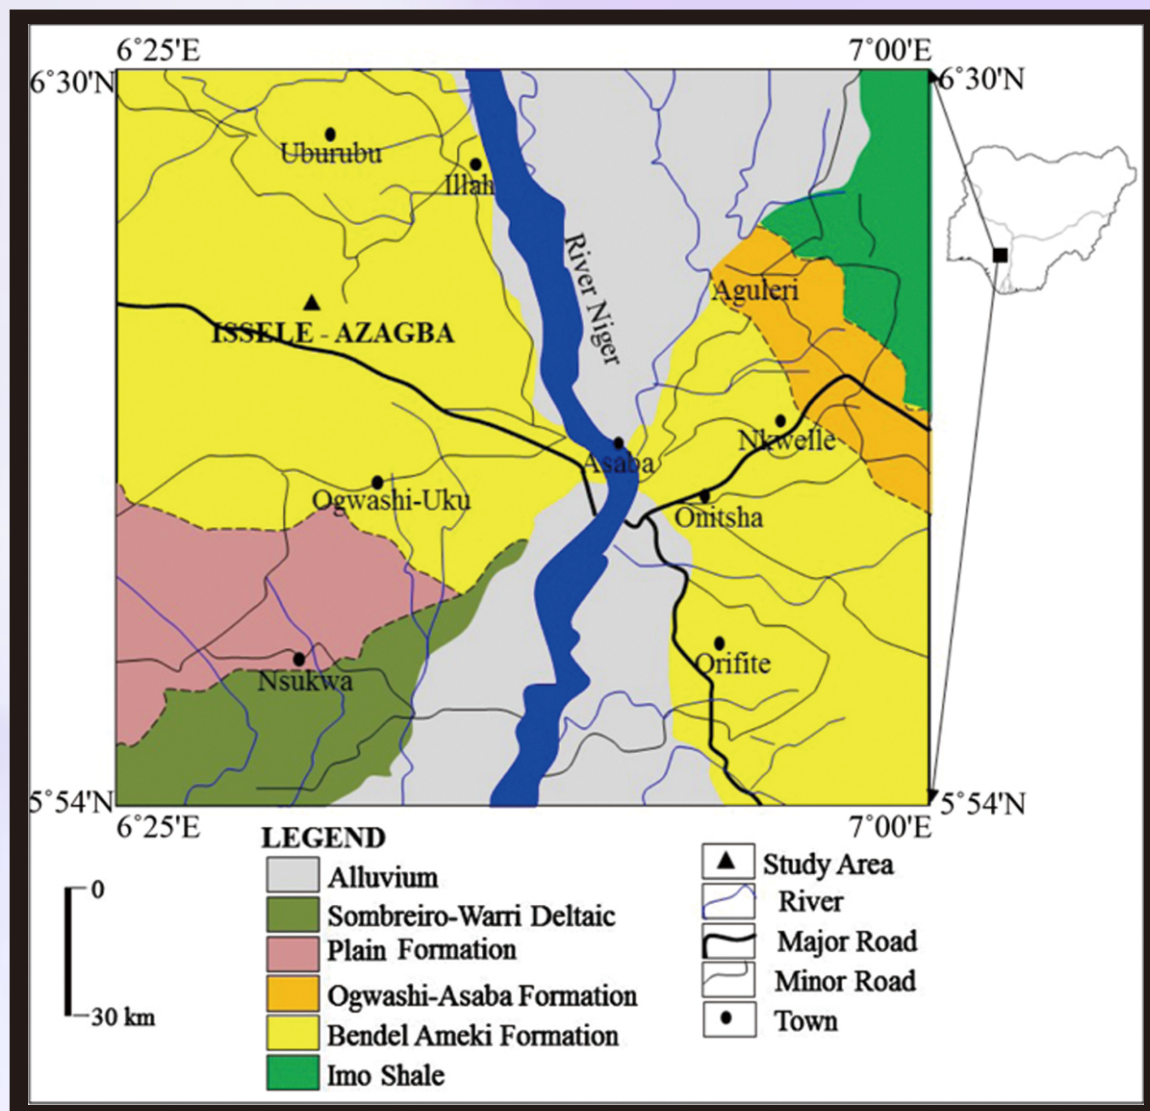 6°25'E
7°00'E
6°30'N
6°30'N
Uburubu
Illah
River Niger
Aguleri
ISSELE - AZAGBA
Nkwelle
Asaba
Ogwashi-Uku
Onitsha
Orifite
Nsukwa
5°54'N
5°54'N
6°25'E
7°00'E
LEGEND
Alluvium
Sombreiro-Warri Deltaic
Plain Formation
Ogwashi-Asaba Formation
Bendel Ameki Formation
Imo Shale
Study Area
River
Major Road
Minor Road
Town
0
30 km